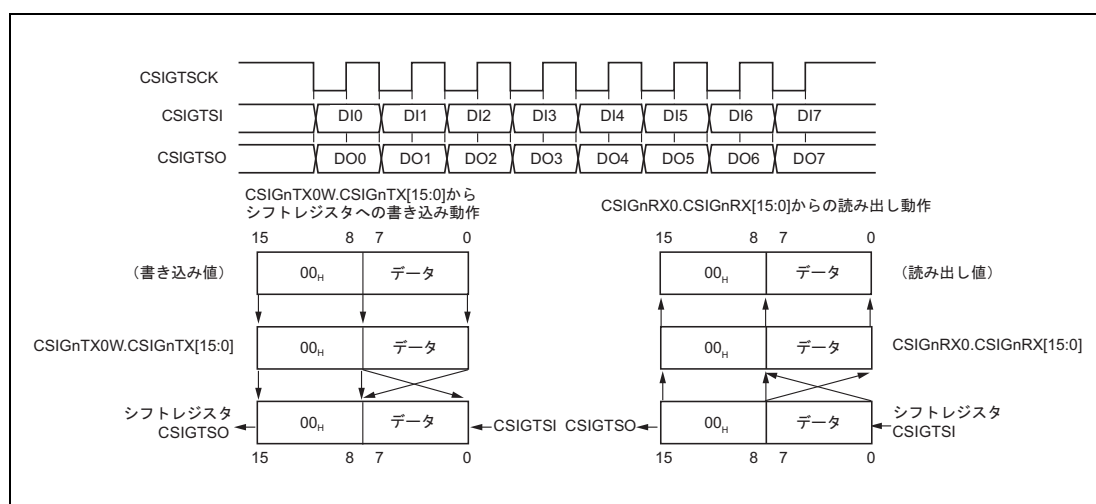 CSIGTSCK
CSIGTSI DI0 DI1 DI2 DI3 DI4 DI5 DI6 DI7
CSIGTSO DO0 DO1 DO2 DO3 DO4 DO5 DO6 DO7
CSIGnTX0W.CSIGnTX[15:0]から
シフトレジスタへの書き込み動作
15 8 7 0
（書き込み値） 00H データ
CSIGnTX0W.CSIGnTX[15:0] 00H データ
シフトレジスタ
CSIGTSO 00H データ CSIGTSI
15 8 7 0
CSIGnRX0.CSIGnRX[15:0]からの読み出し動作
15 8 7 0
00H データ （読み出し値）
00H データ CSIGnRX0.CSIGnRX[15:0]
CSIGTSO 00H データ シフトレジスタ
CSIGTSI
15 8 7 0